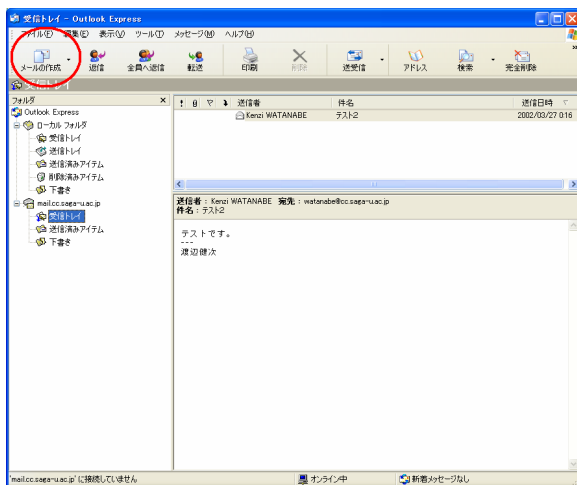 受信トレイ - Outlook Express
ファイル(F) 編集(E) 表示(V) ツール(T) メッセージ(M) ヘルプ(H)
メールの作成 返信 全員へ返信 転送 印刷 削除 送受信 アドレス 検索 完全削除
受信トレイ
フォルダ
! 送信者 件名 送信日時
Outlook Express
Kenzi WATANABE テスト2 2002/03/27 0:16
ローカル フォルダ
受信トレイ
送信トレイ
送信済みアイテム
削除済みアイテム
下書き
mail.cc.saga-u.ac.jp
受信トレイ
送信済みアイテム
下書き
送信者 : Kenzi WATANABE 宛先 : watanabe@cc.saga-u.ac.jp
件名 : テスト2
テストです。
---
渡辺健次
'mail.cc.saga-u.ac.jp' に接続していません オンライン中 新着メッセージなし